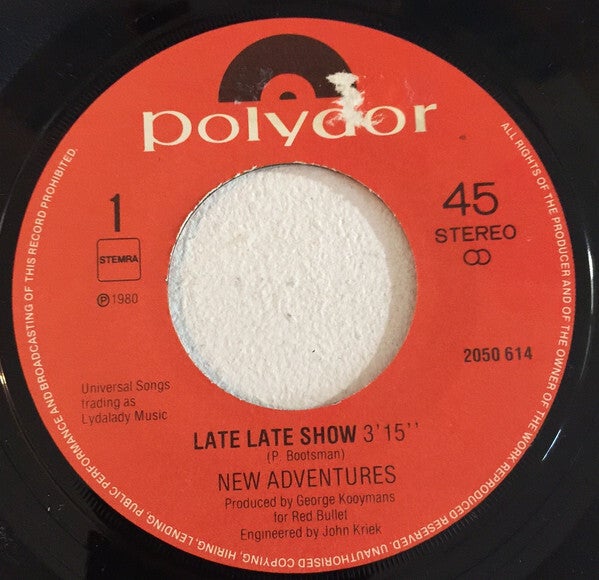 polydor
1
STEMRA
℗1980
45
STEREO
2050 614
Universal Songs
trading as
Lydalady Music
LATE LATE SHOW 3'15''
(P. Bootsman)
NEW ADVENTURES
Produced by George Kooymans
for Red Bullet
Engineered by John Kriek
ALL RIGHTS OF THE PRODUCER AND OF THE OWNER OF THE WORK REPRODUCED RESERVED. UNAUTHORISED COPYING, HIRING, LENDING, PUBLIC PERFORMANCE AND BROADCASTING OF THIS RECORD PROHIBITED.